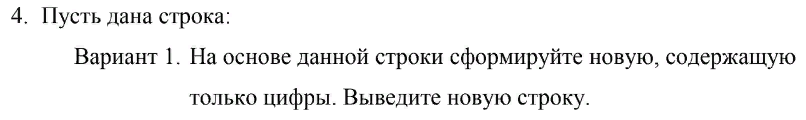 4. Пусть дана строка:
Вариант 1. На основе данной строки сформируйте новую, содержащую
только цифры. Выведите новую строку.